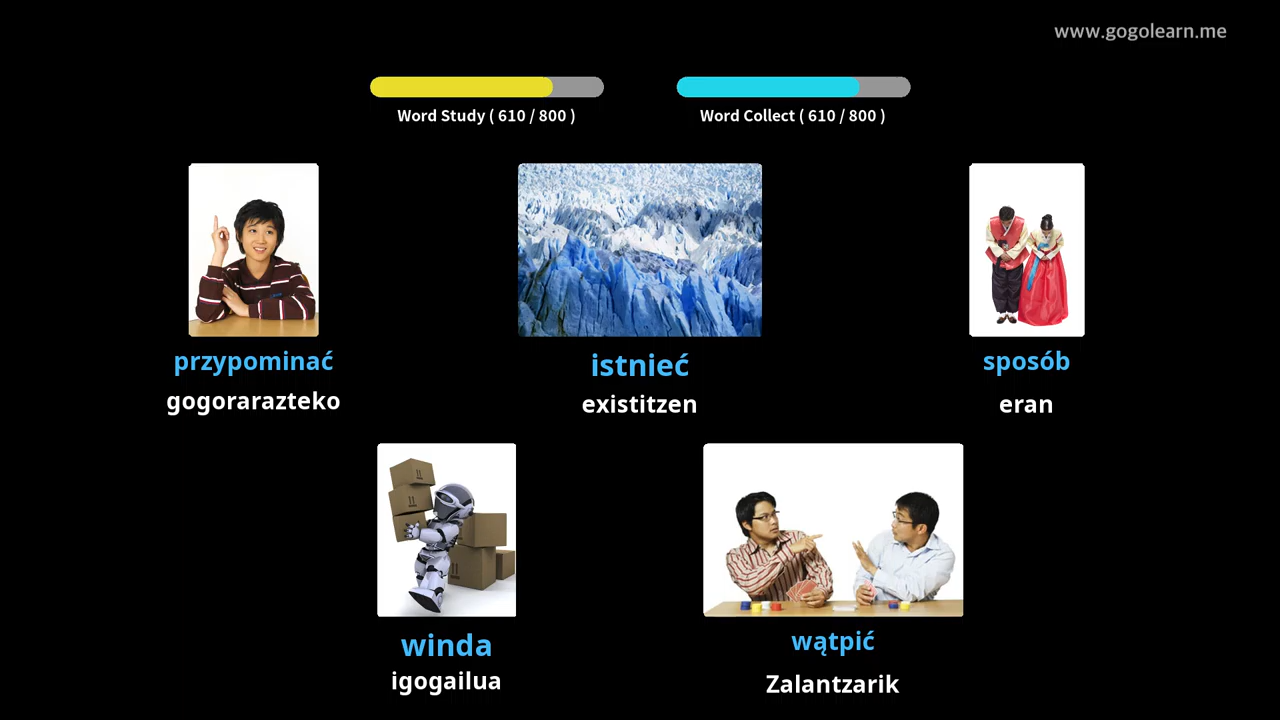 www.gogolearn.me
Word Study ( 610 / 800 )
Word Collect ( 610 / 800 )
przypominać
gogorarazteko
istnieć
existitzen
sposób
eran
winda
igogailua
wątpić
Zalantzarik